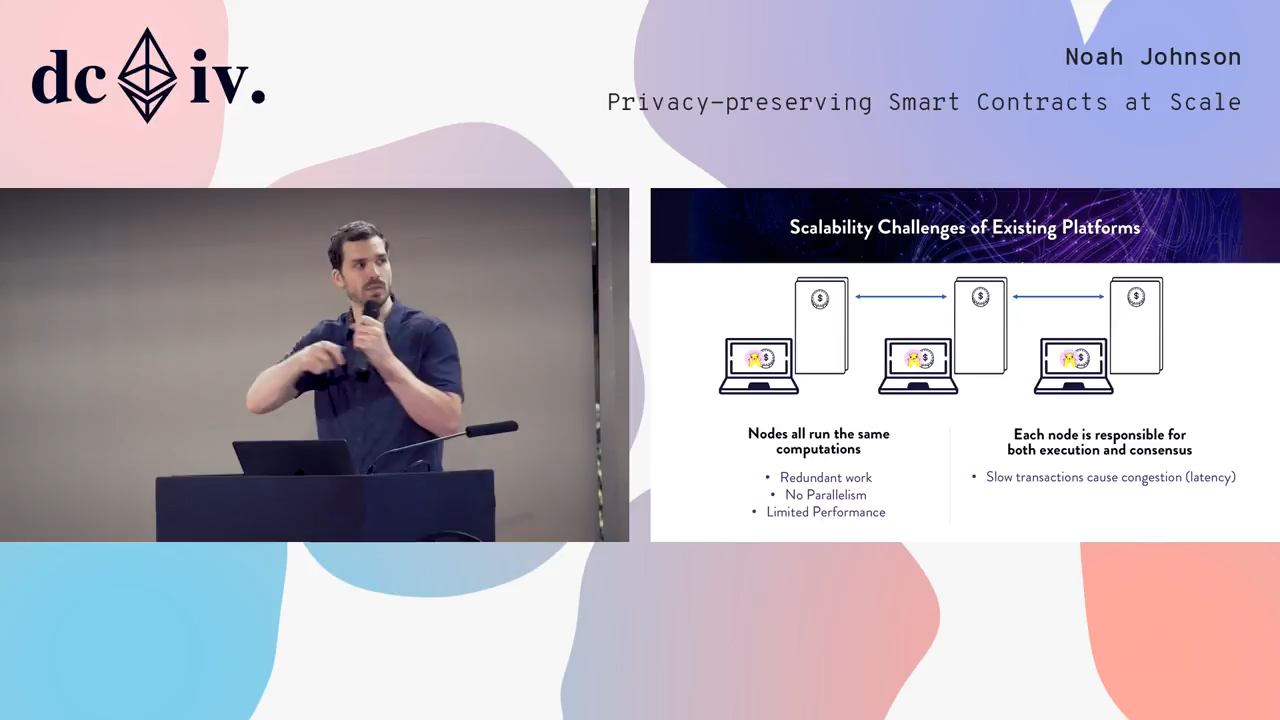 dc iv.
Noah Johnson
Privacy-preserving Smart Contracts at Scale
Scalability Challenges of Existing Platforms
$ $ $
$ $ $
Nodes all run the same
computations
• Redundant work
• No Parallelism
• Limited Performance
Each node is responsible for
both execution and consensus
• Slow transactions cause congestion (latency)